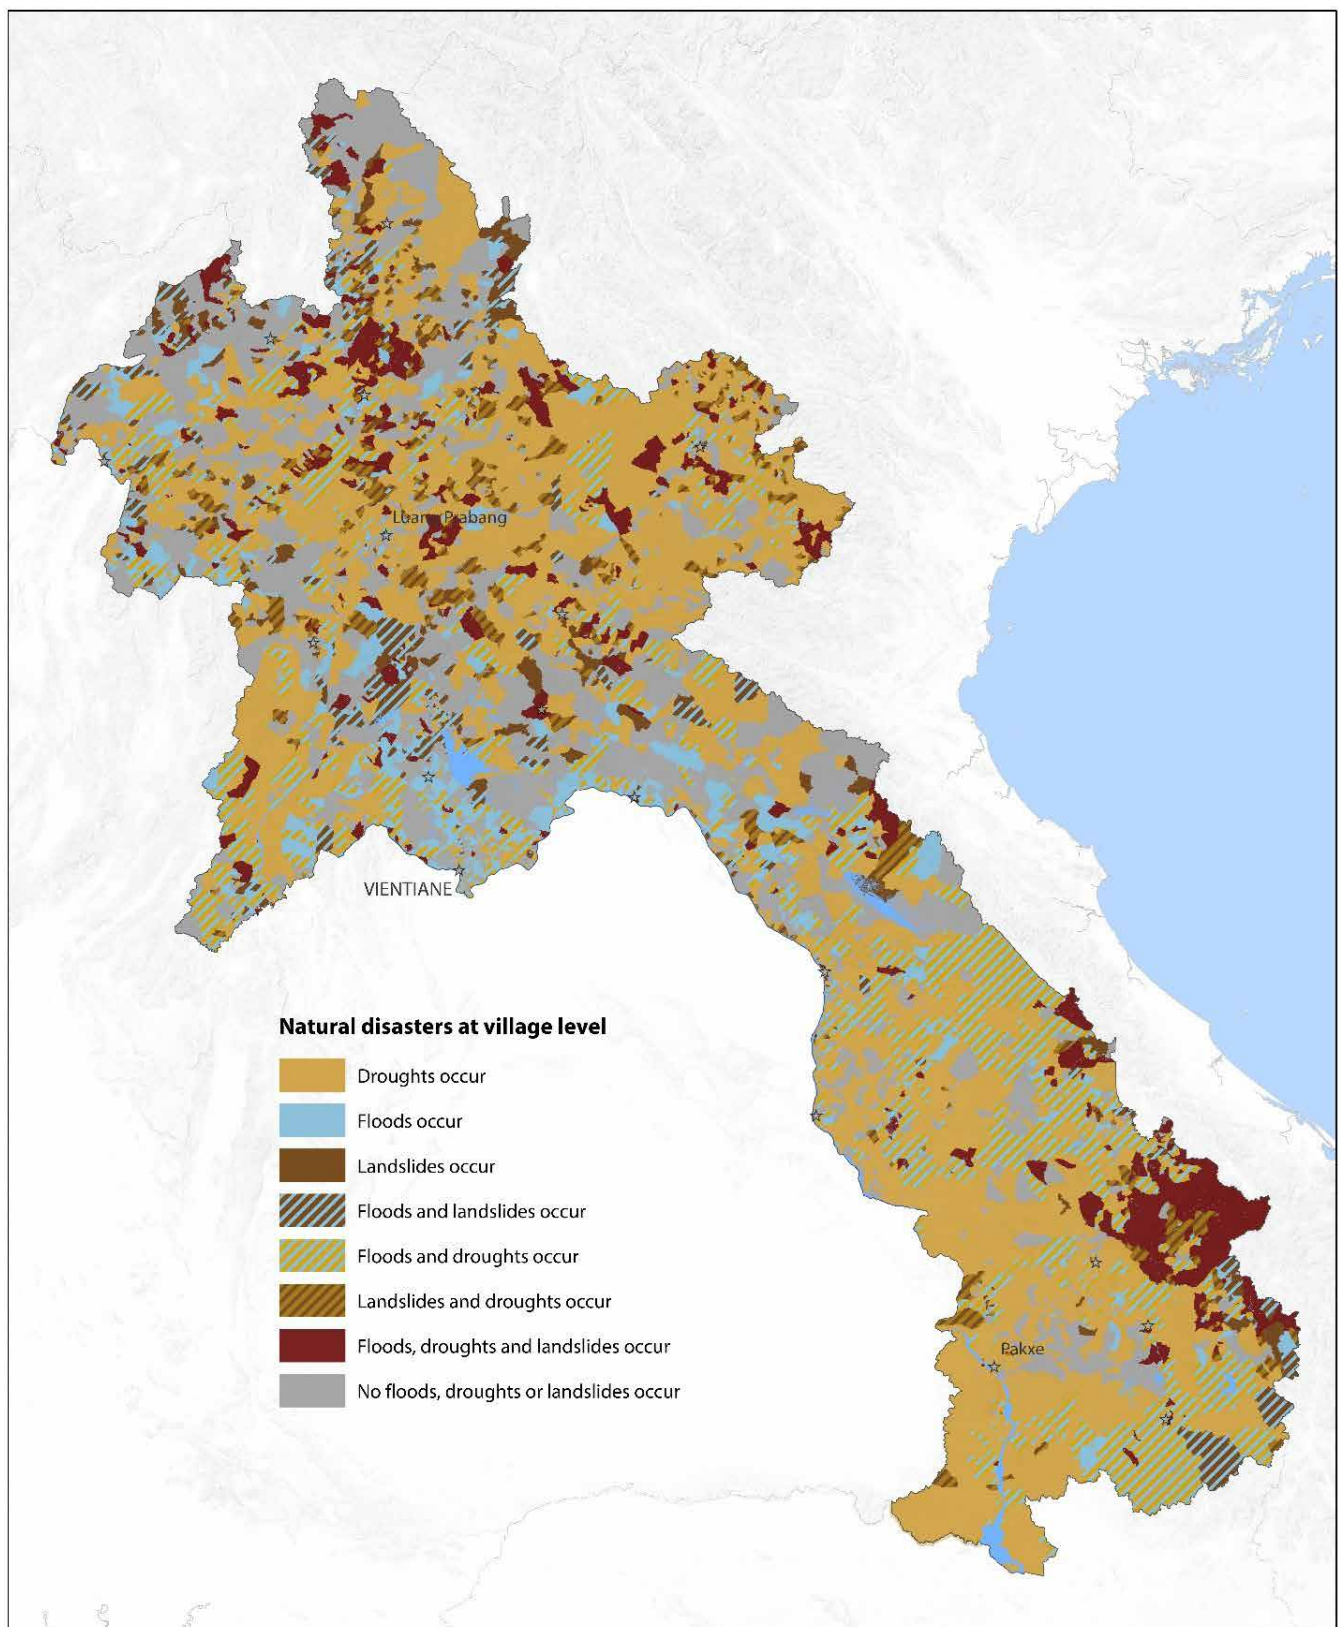 Luang Prabang
VIENTIANE
Natural disasters at village level
Droughts occur
Floods occur
Landslides occur
Floods and landslides occur
Floods and droughts occur
Landslides and droughts occur
Floods, droughts and landslides occur
No floods, droughts or landslides occur
Pakxe